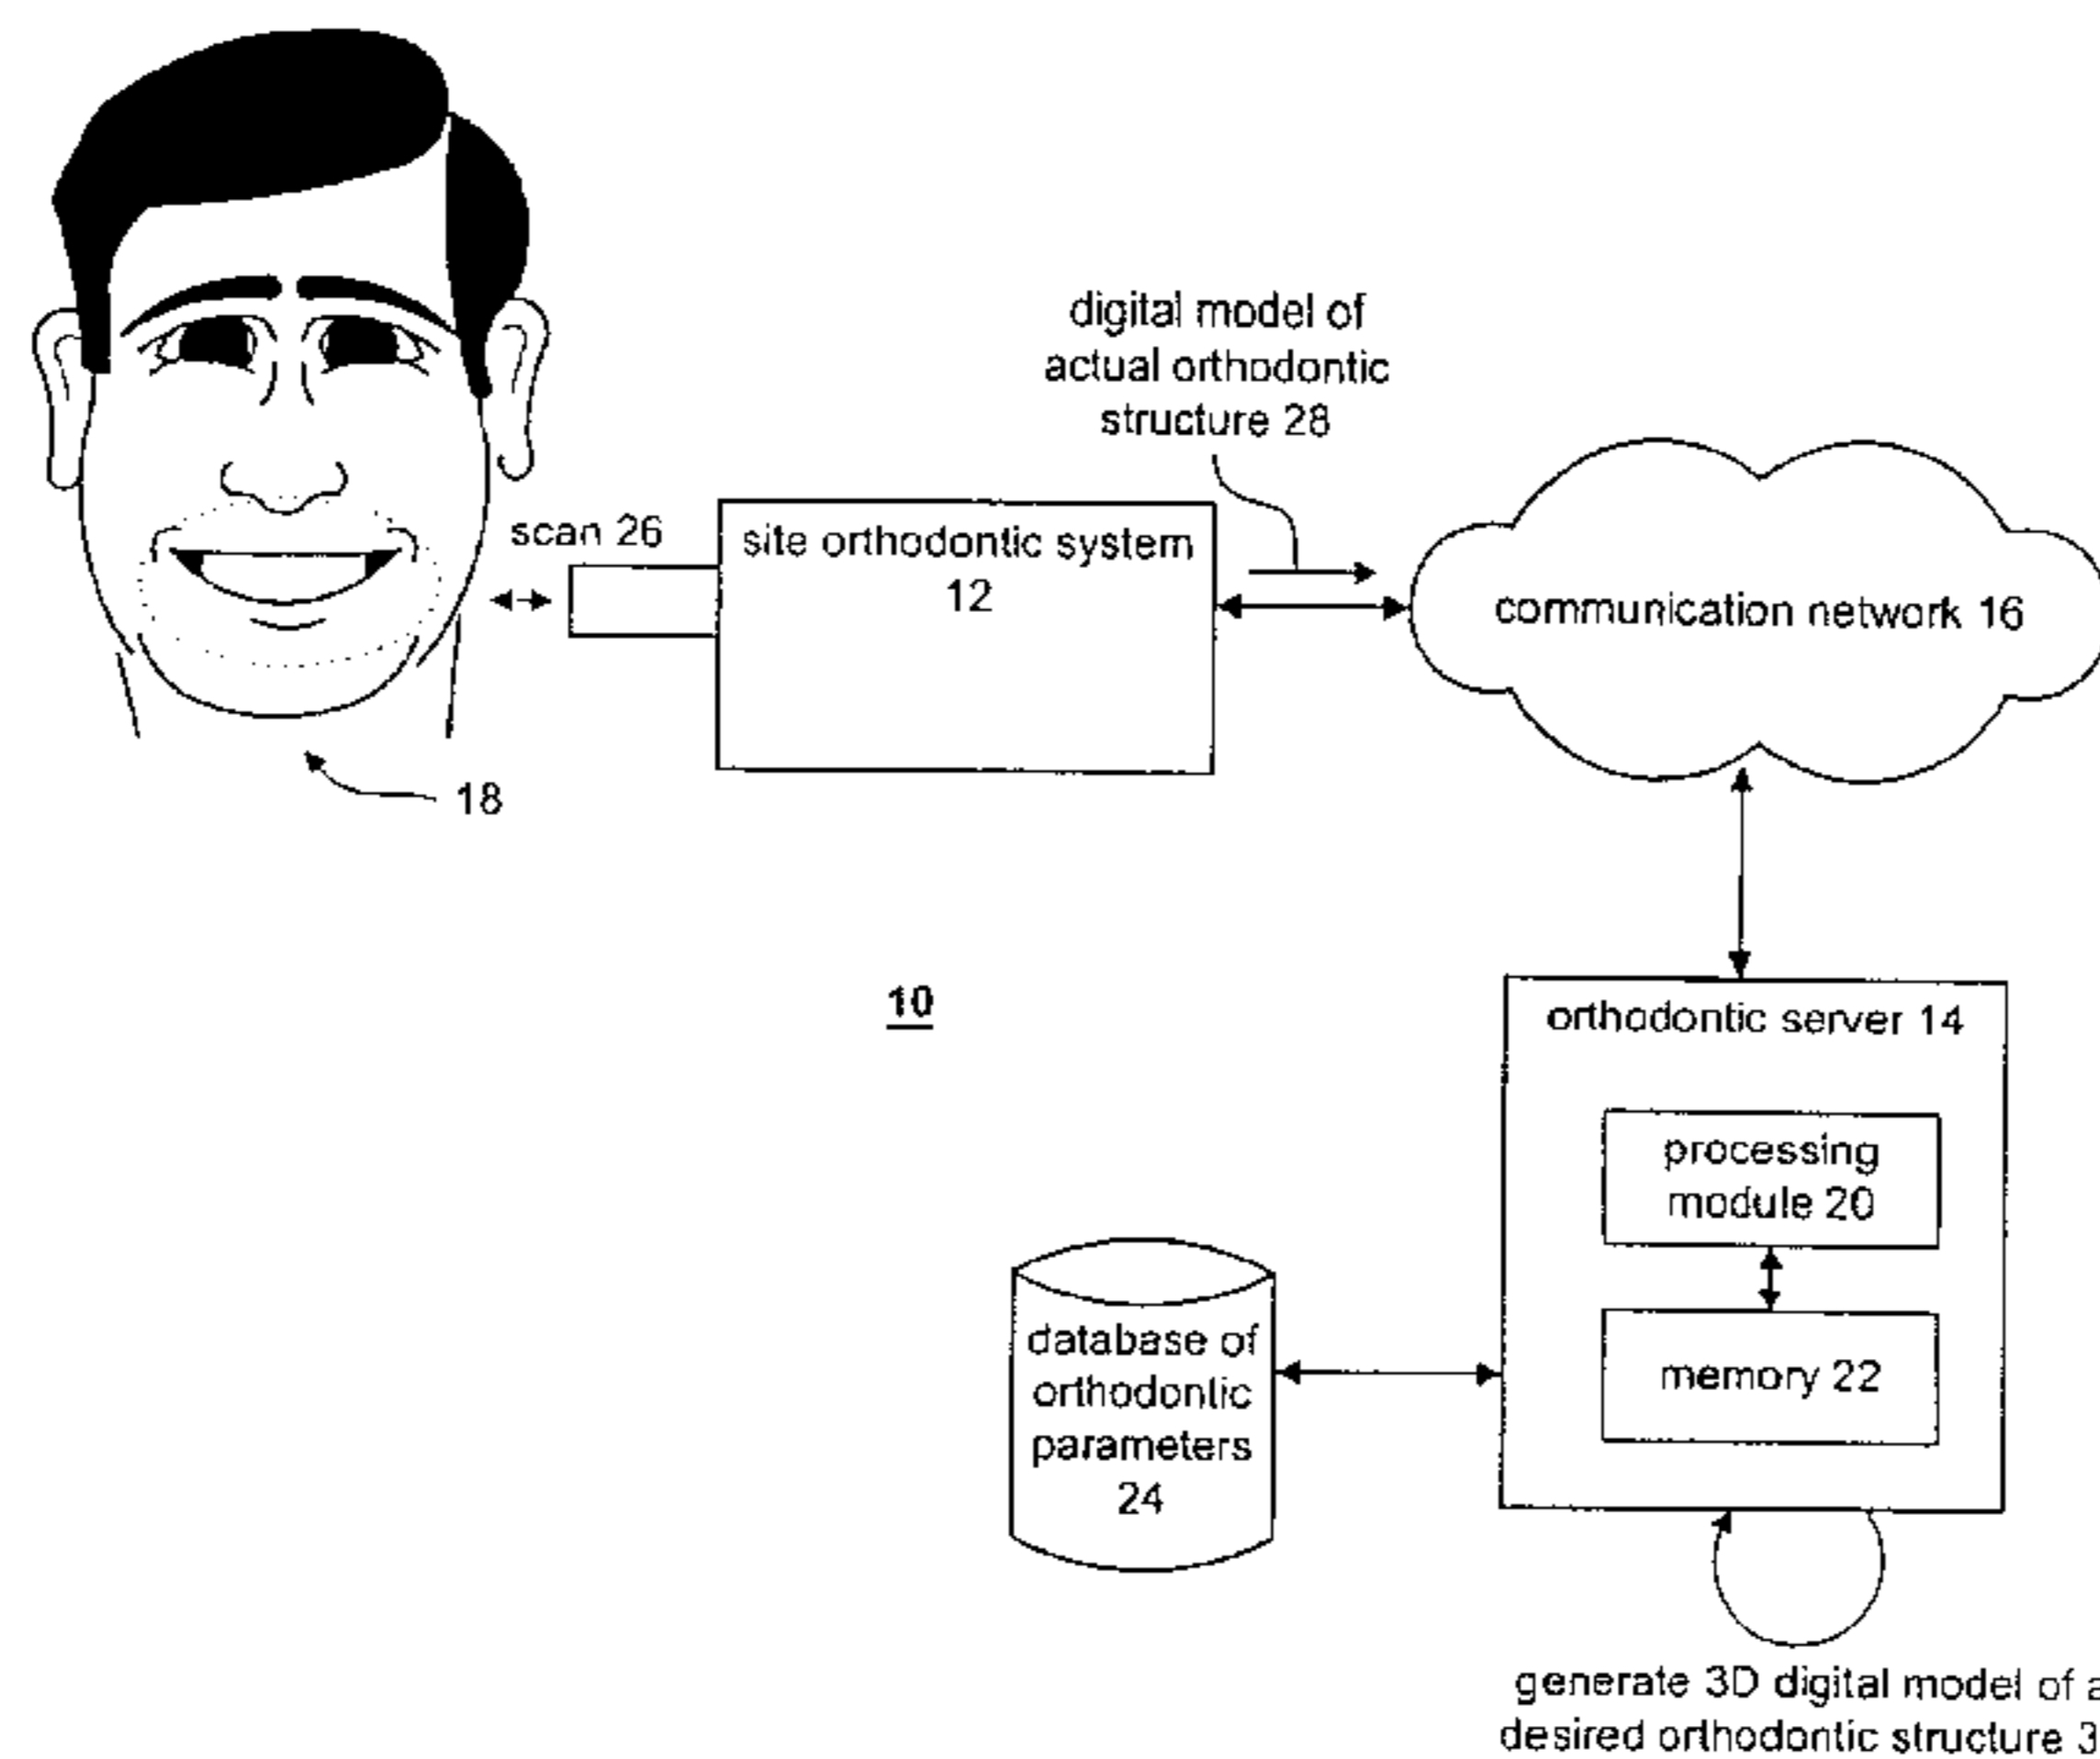 digital model of
actual orthodontic
structure 28
scan 26
site orthodontic system
12
communication network 16
18
10
orthodontic server 14
processing
module 20
memory 22
database of
orthodontic
parameters
24
generate 3D digital model of a
desired orthodontic structure